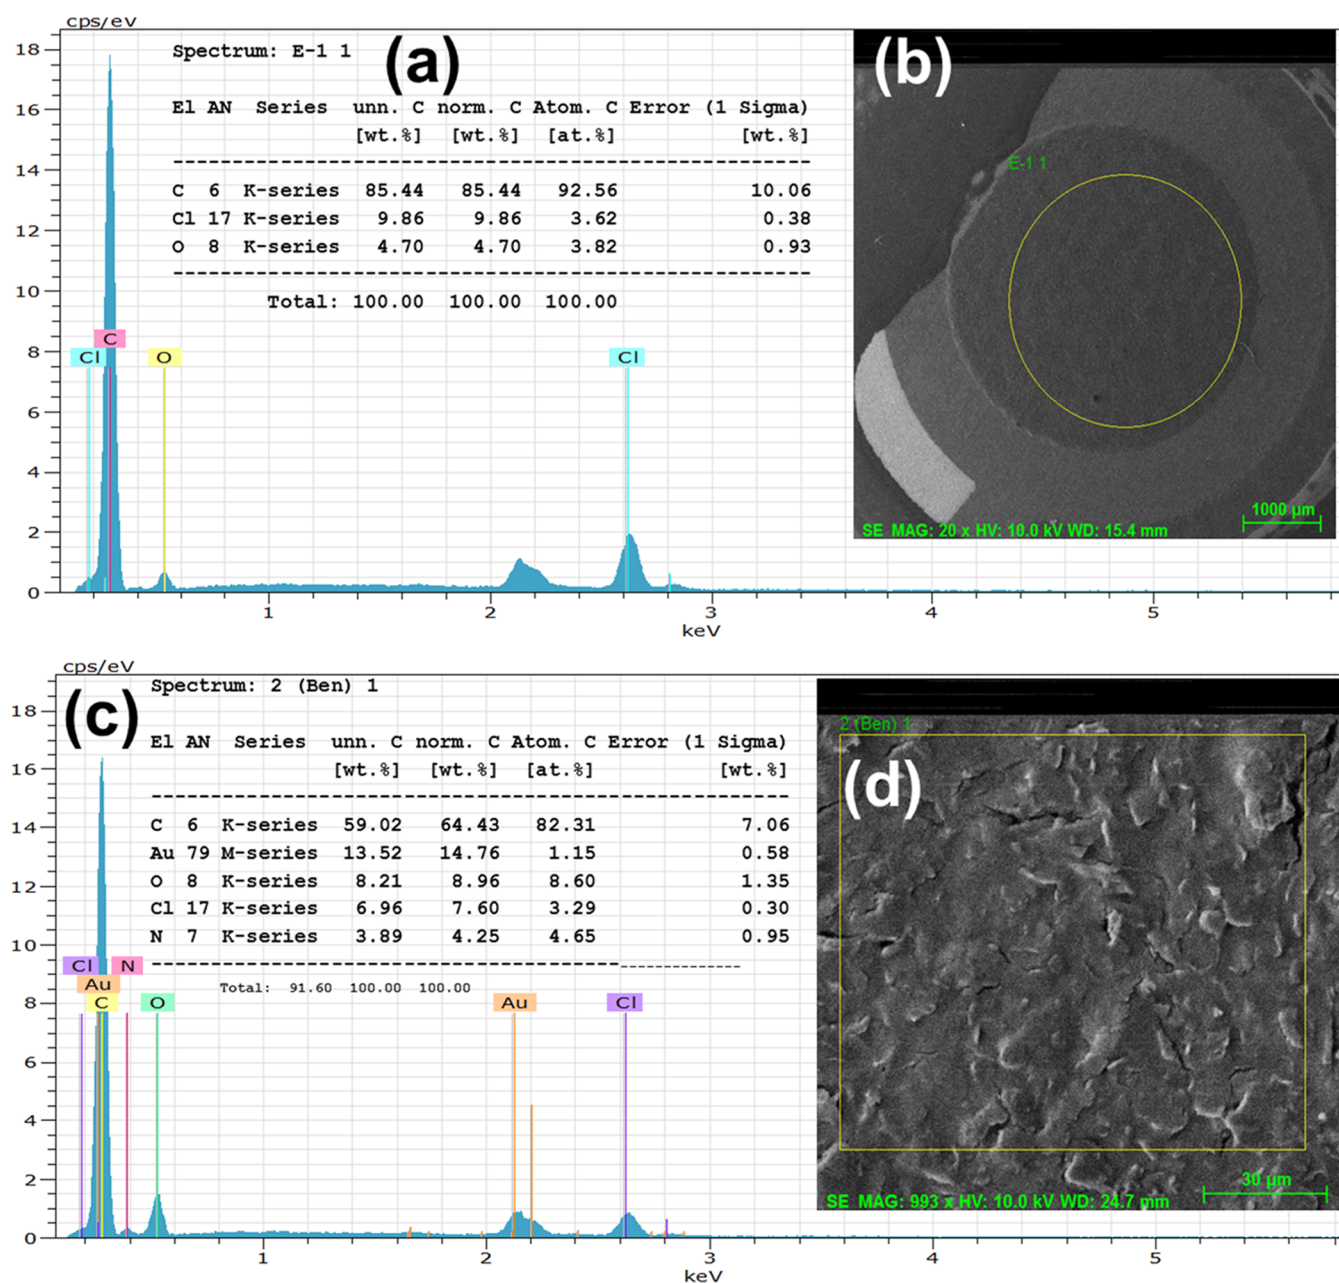 cps/eV
18
16
14
12
10
8
6
4
2
0
Spectrum: E-1 1
(a)
El AN Series unn. C norm. C Atom. C Error (1 Sigma)
[wt.%] [wt.%] [at.%] [wt.%]
C 6 K-series 85.44 85.44 92.56 10.06
Cl 17 K-series 9.86 9.86 3.62 0.38
O 8 K-series 4.70 4.70 3.82 0.93
Total: 100.00 100.00 100.00
C
Cl O Cl
1 2 3 4 5
keV
(b)
E-1 1
1000 µm
SE MAG: 20 x HV: 10.0 kV WD: 15.4 mm
cps/eV
18
16
14
12
10
8
6
4
2
0
Spectrum: 2 (Ben) 1
(c)
El AN Series unn. C norm. C Atom. C Error (1 Sigma)
[wt.%] [wt.%] [at.%] [wt.%]
C 6 K-series 59.02 64.43 82.31 7.06
Au 79 M-series 13.52 14.76 1.15 0.58
O 8 K-series 8.21 8.96 8.60 1.35
Cl 17 K-series 6.96 7.60 3.29 0.30
N 7 K-series 3.89 4.25 4.65 0.95
Total: 91.60 100.00 100.00
Cl N
Au
C O Au Cl
1 2 3 4 5
keV
2 (Ben) 1
(d)
30 µm
SE MAG: 993 x HV: 10.0 kV WD: 24.7 mm